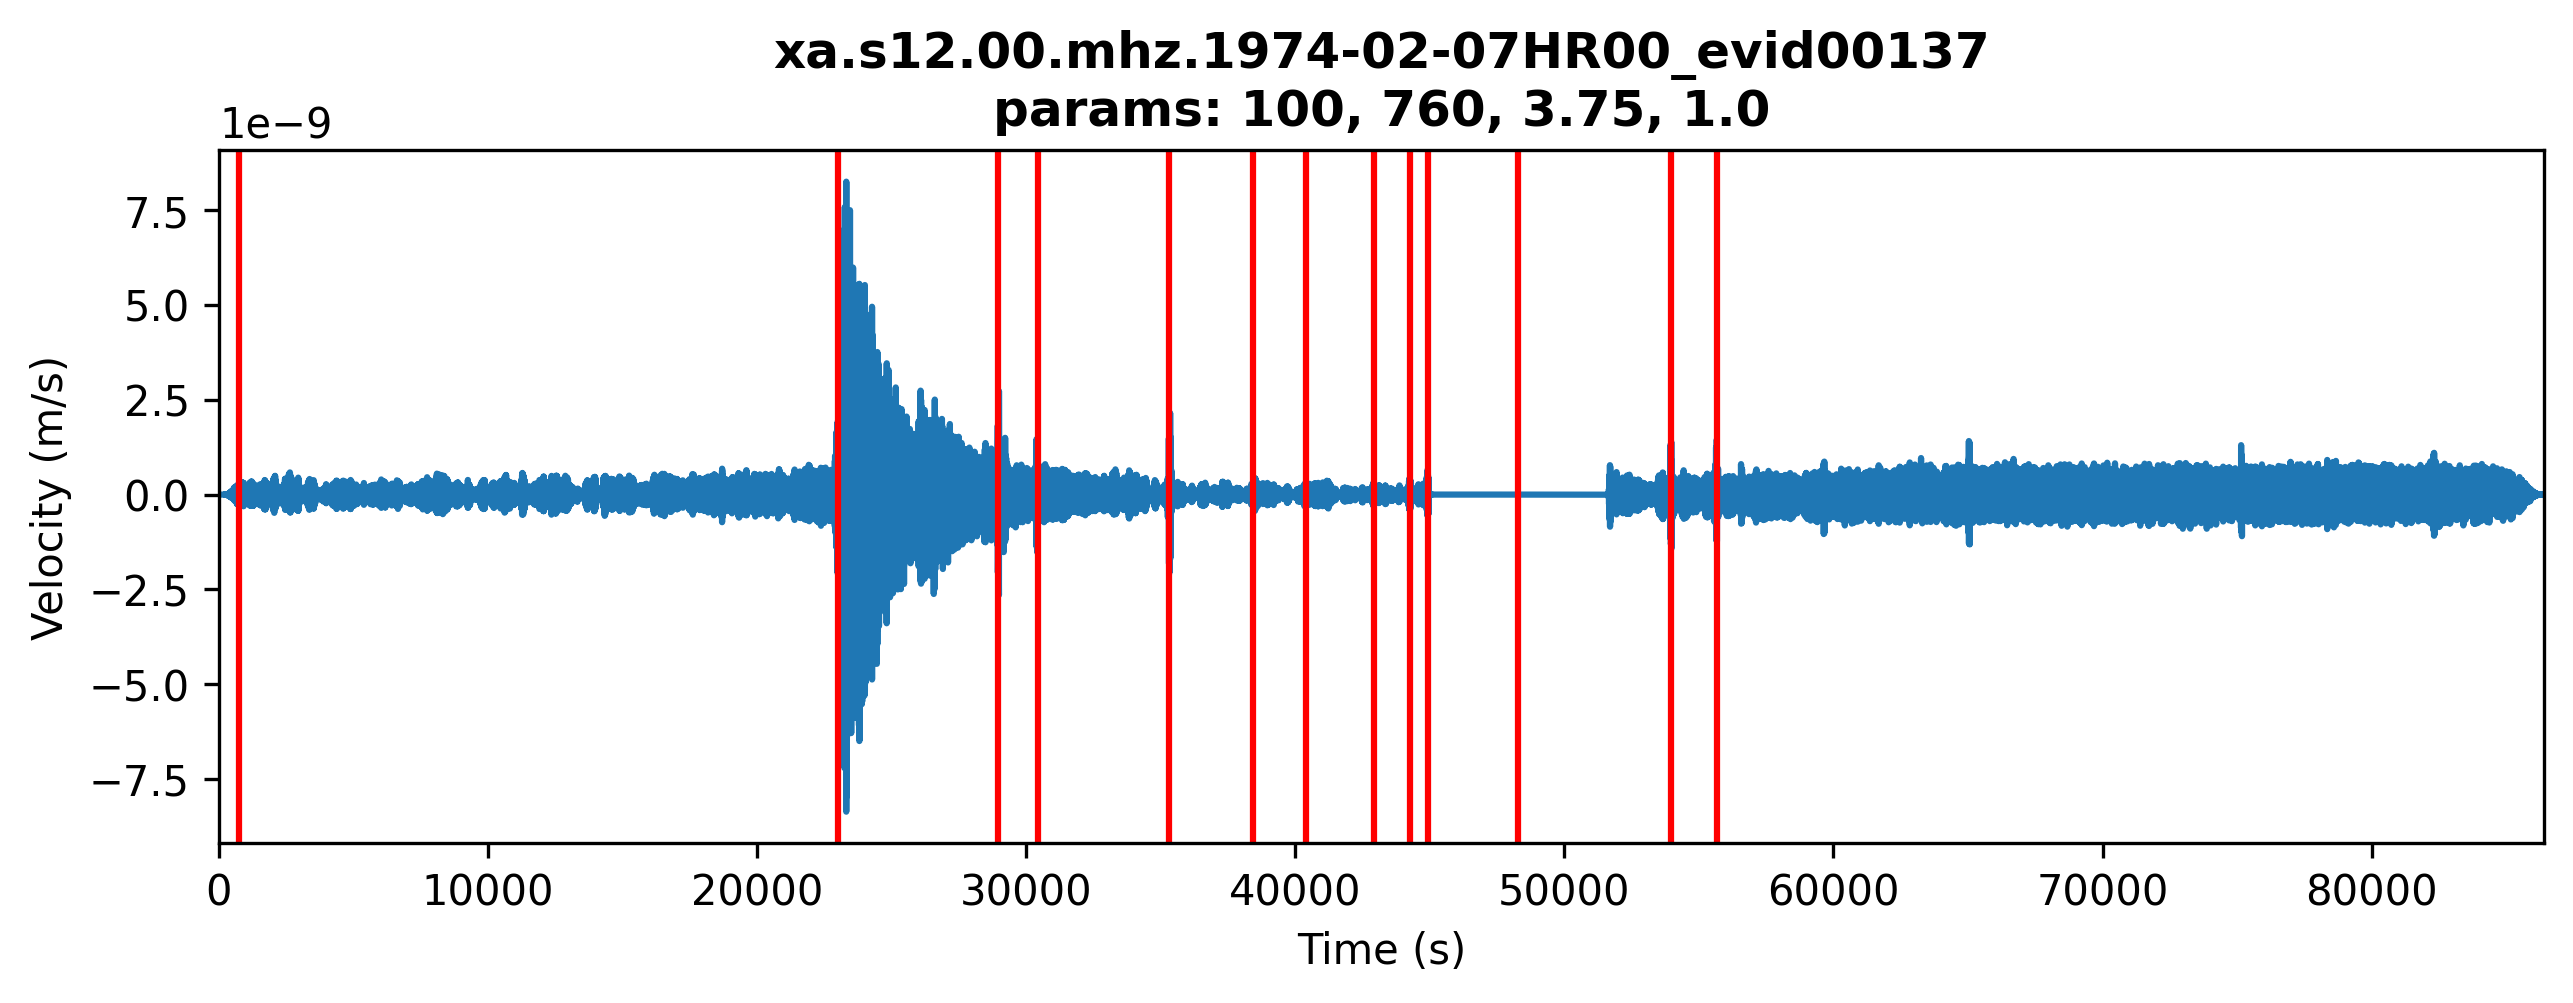 xa.s12.00.mhz.1974-02-07HR00_evid00137
params: 100, 760, 3.75, 1.0
1e−9
7.5
5.0
2.5
0.0
−2.5
−5.0
−7.5
Velocity (m/s)
0 10000 20000 30000 40000 50000 60000 70000 80000
Time (s)